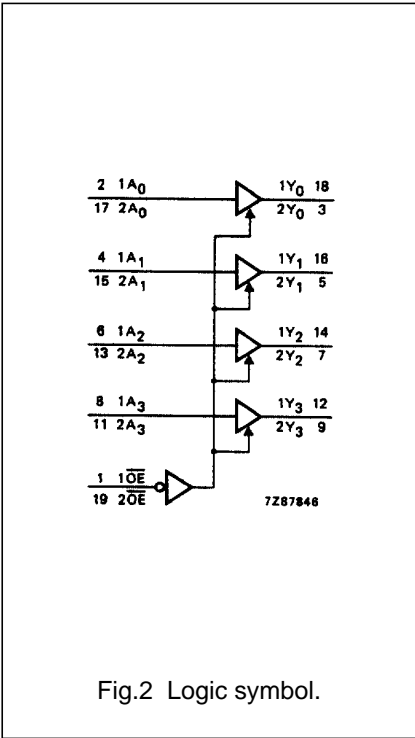 2 1A0 1Y0 18
17 2A0 2Y0 3
4 1A1 1Y1 16
15 2A1 2Y1 5
6 1A2 1Y2 14
13 2A2 2Y2 7
8 1A3 1Y3 12
11 2A3 2Y3 9
1 1O̅E̅
19 2O̅E̅ 7Z87846
Fig.2 Logic symbol.